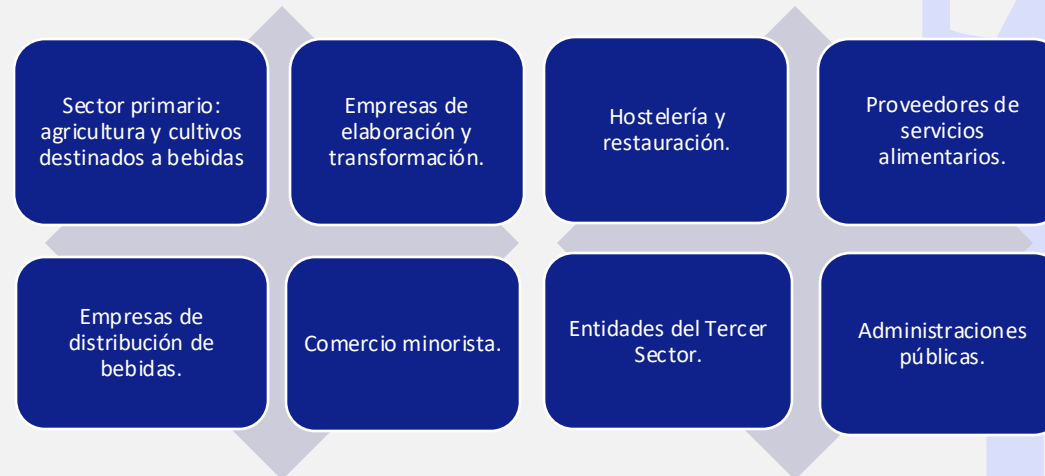 Sector primario:
agricultura y cultivos
destinados a bebidas
Empresas de
elaboración y
transformación.
Hostelería y
restauración.
Proveedores de
servicios
alimentarios.
Empresas de
distribución de
bebidas.
Comercio minorista.
Entidades del Tercer
Sector.
Administraciones
públicas.